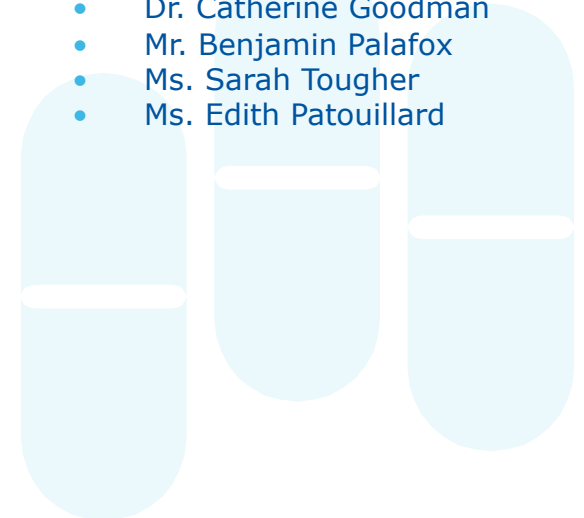 • Dr. Catherine Goodman
• Mr. Benjamin Palafox
• Ms. Sarah Tougher
• Ms. Edith Patouillard